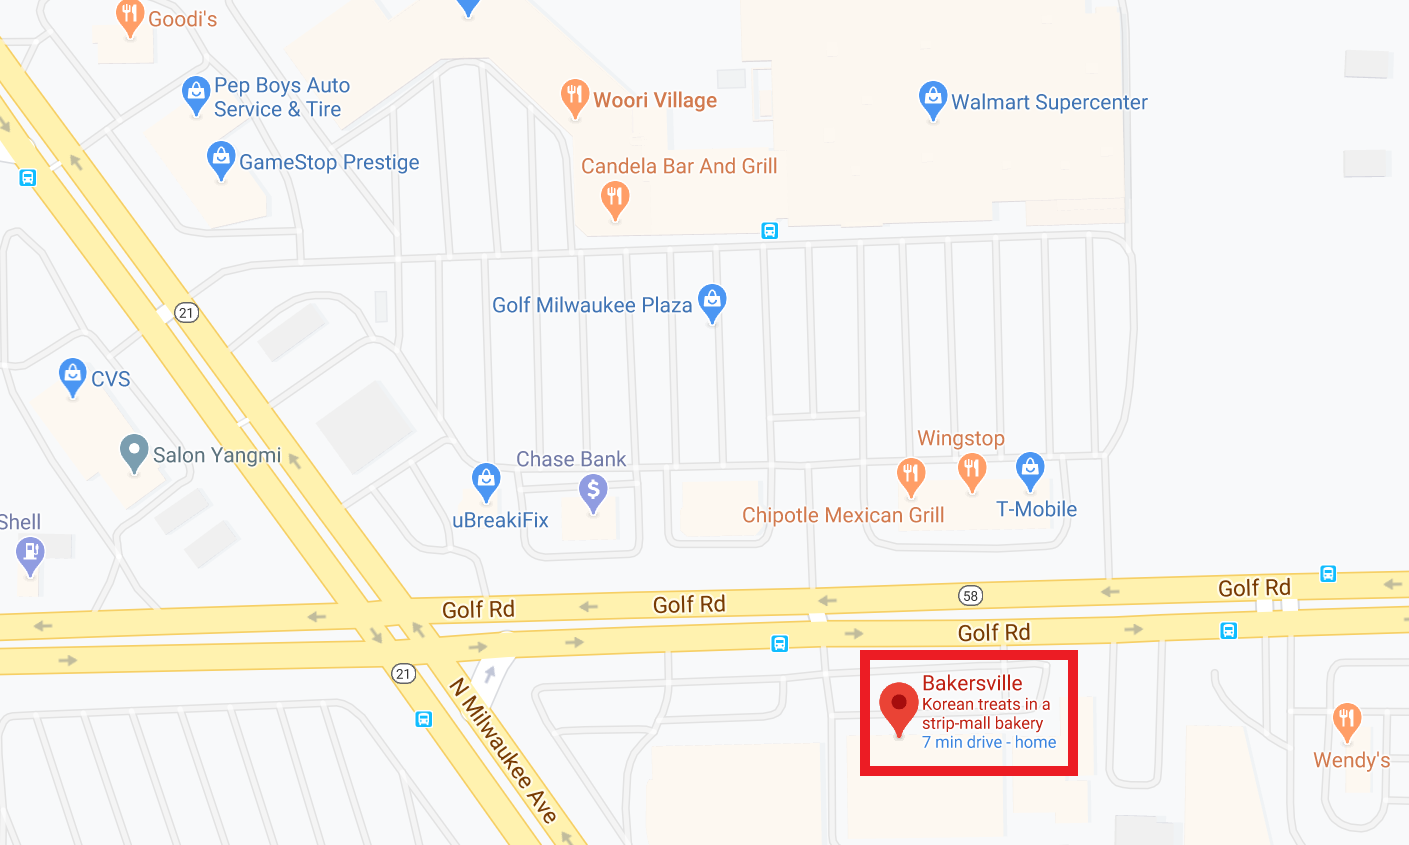 Goodi's
Pep Boys Auto
Service & Tire
Woori Village
Walmart Supercenter
GameStop Prestige
Candela Bar And Grill
Golf Milwaukee Plaza
21
CVS
Salon Yangmi
Wingstop
Chase Bank
uBreakiFix
Chipotle Mexican Grill
T-Mobile
Shell
Golf Rd
Golf Rd
58
Golf Rd
Golf Rd
21
N Milwaukee Ave
Bakersville
Korean treats in a
strip-mall bakery
7 min drive - home
Wendy's
$